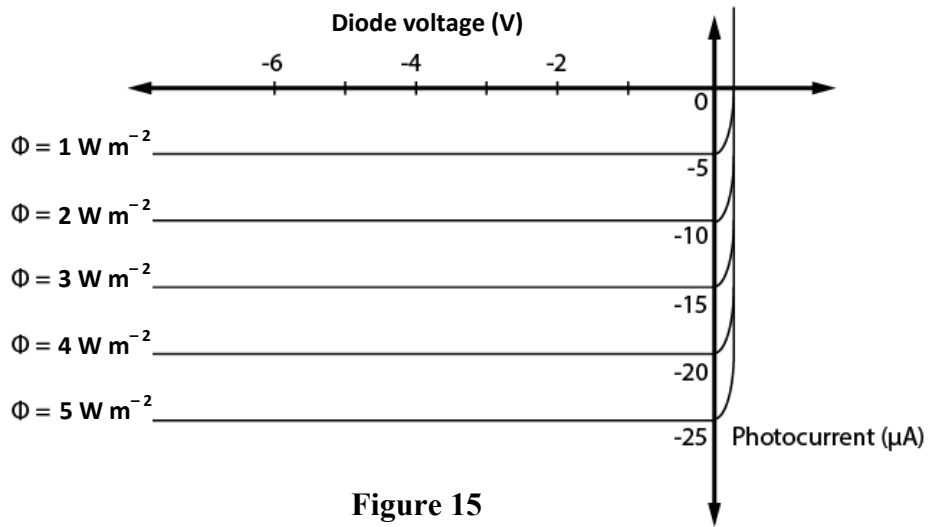 Diode voltage (V)
-6 -4 -2
0
Φ = 1 W m⁻²
-5
Φ = 2 W m⁻²
-10
Φ = 3 W m⁻²
-15
Φ = 4 W m⁻²
-20
Φ = 5 W m⁻²
-25 Photocurrent (μA)
Figure 15